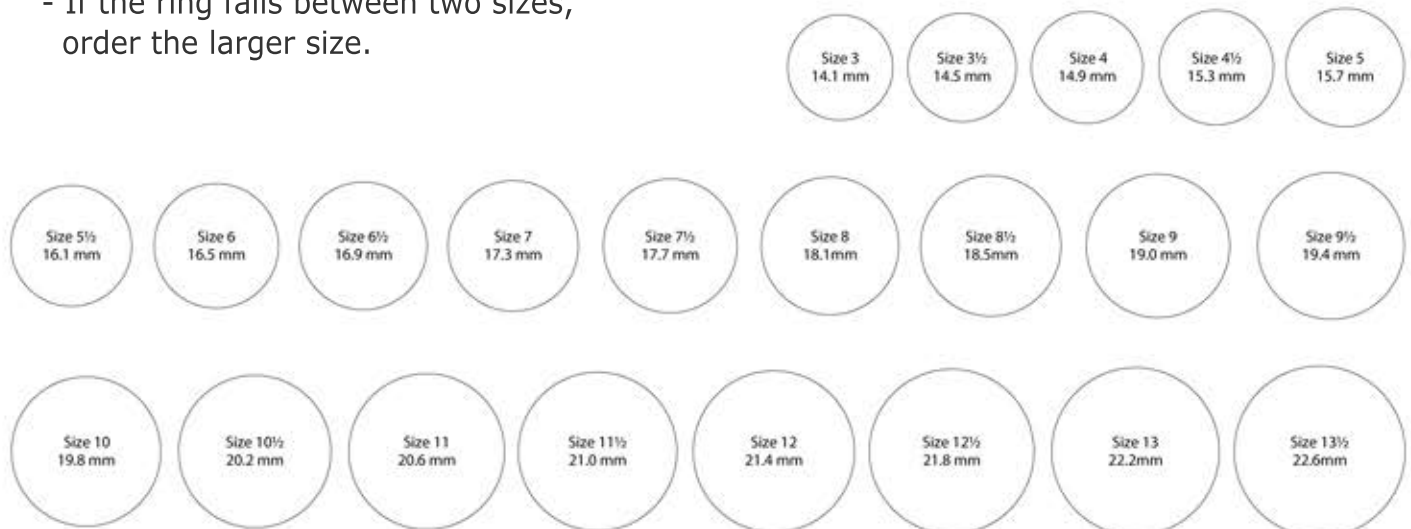 - If the ring falls between two sizes,
order the larger size.
Size 3
14.1 mm
Size 3½
14.5 mm
Size 4
14.9 mm
Size 4½
15.3 mm
Size 5
15.7 mm
Size 5½
16.1 mm
Size 6
16.5 mm
Size 6½
16.9 mm
Size 7
17.3 mm
Size 7½
17.7 mm
Size 8
18.1mm
Size 8½
18.5mm
Size 9
19.0 mm
Size 9½
19.4 mm
Size 10
19.8 mm
Size 10½
20.2 mm
Size 11
20.6 mm
Size 11½
21.0 mm
Size 12
21.4 mm
Size 12½
21.8 mm
Size 13
22.2mm
Size 13½
22.6mm